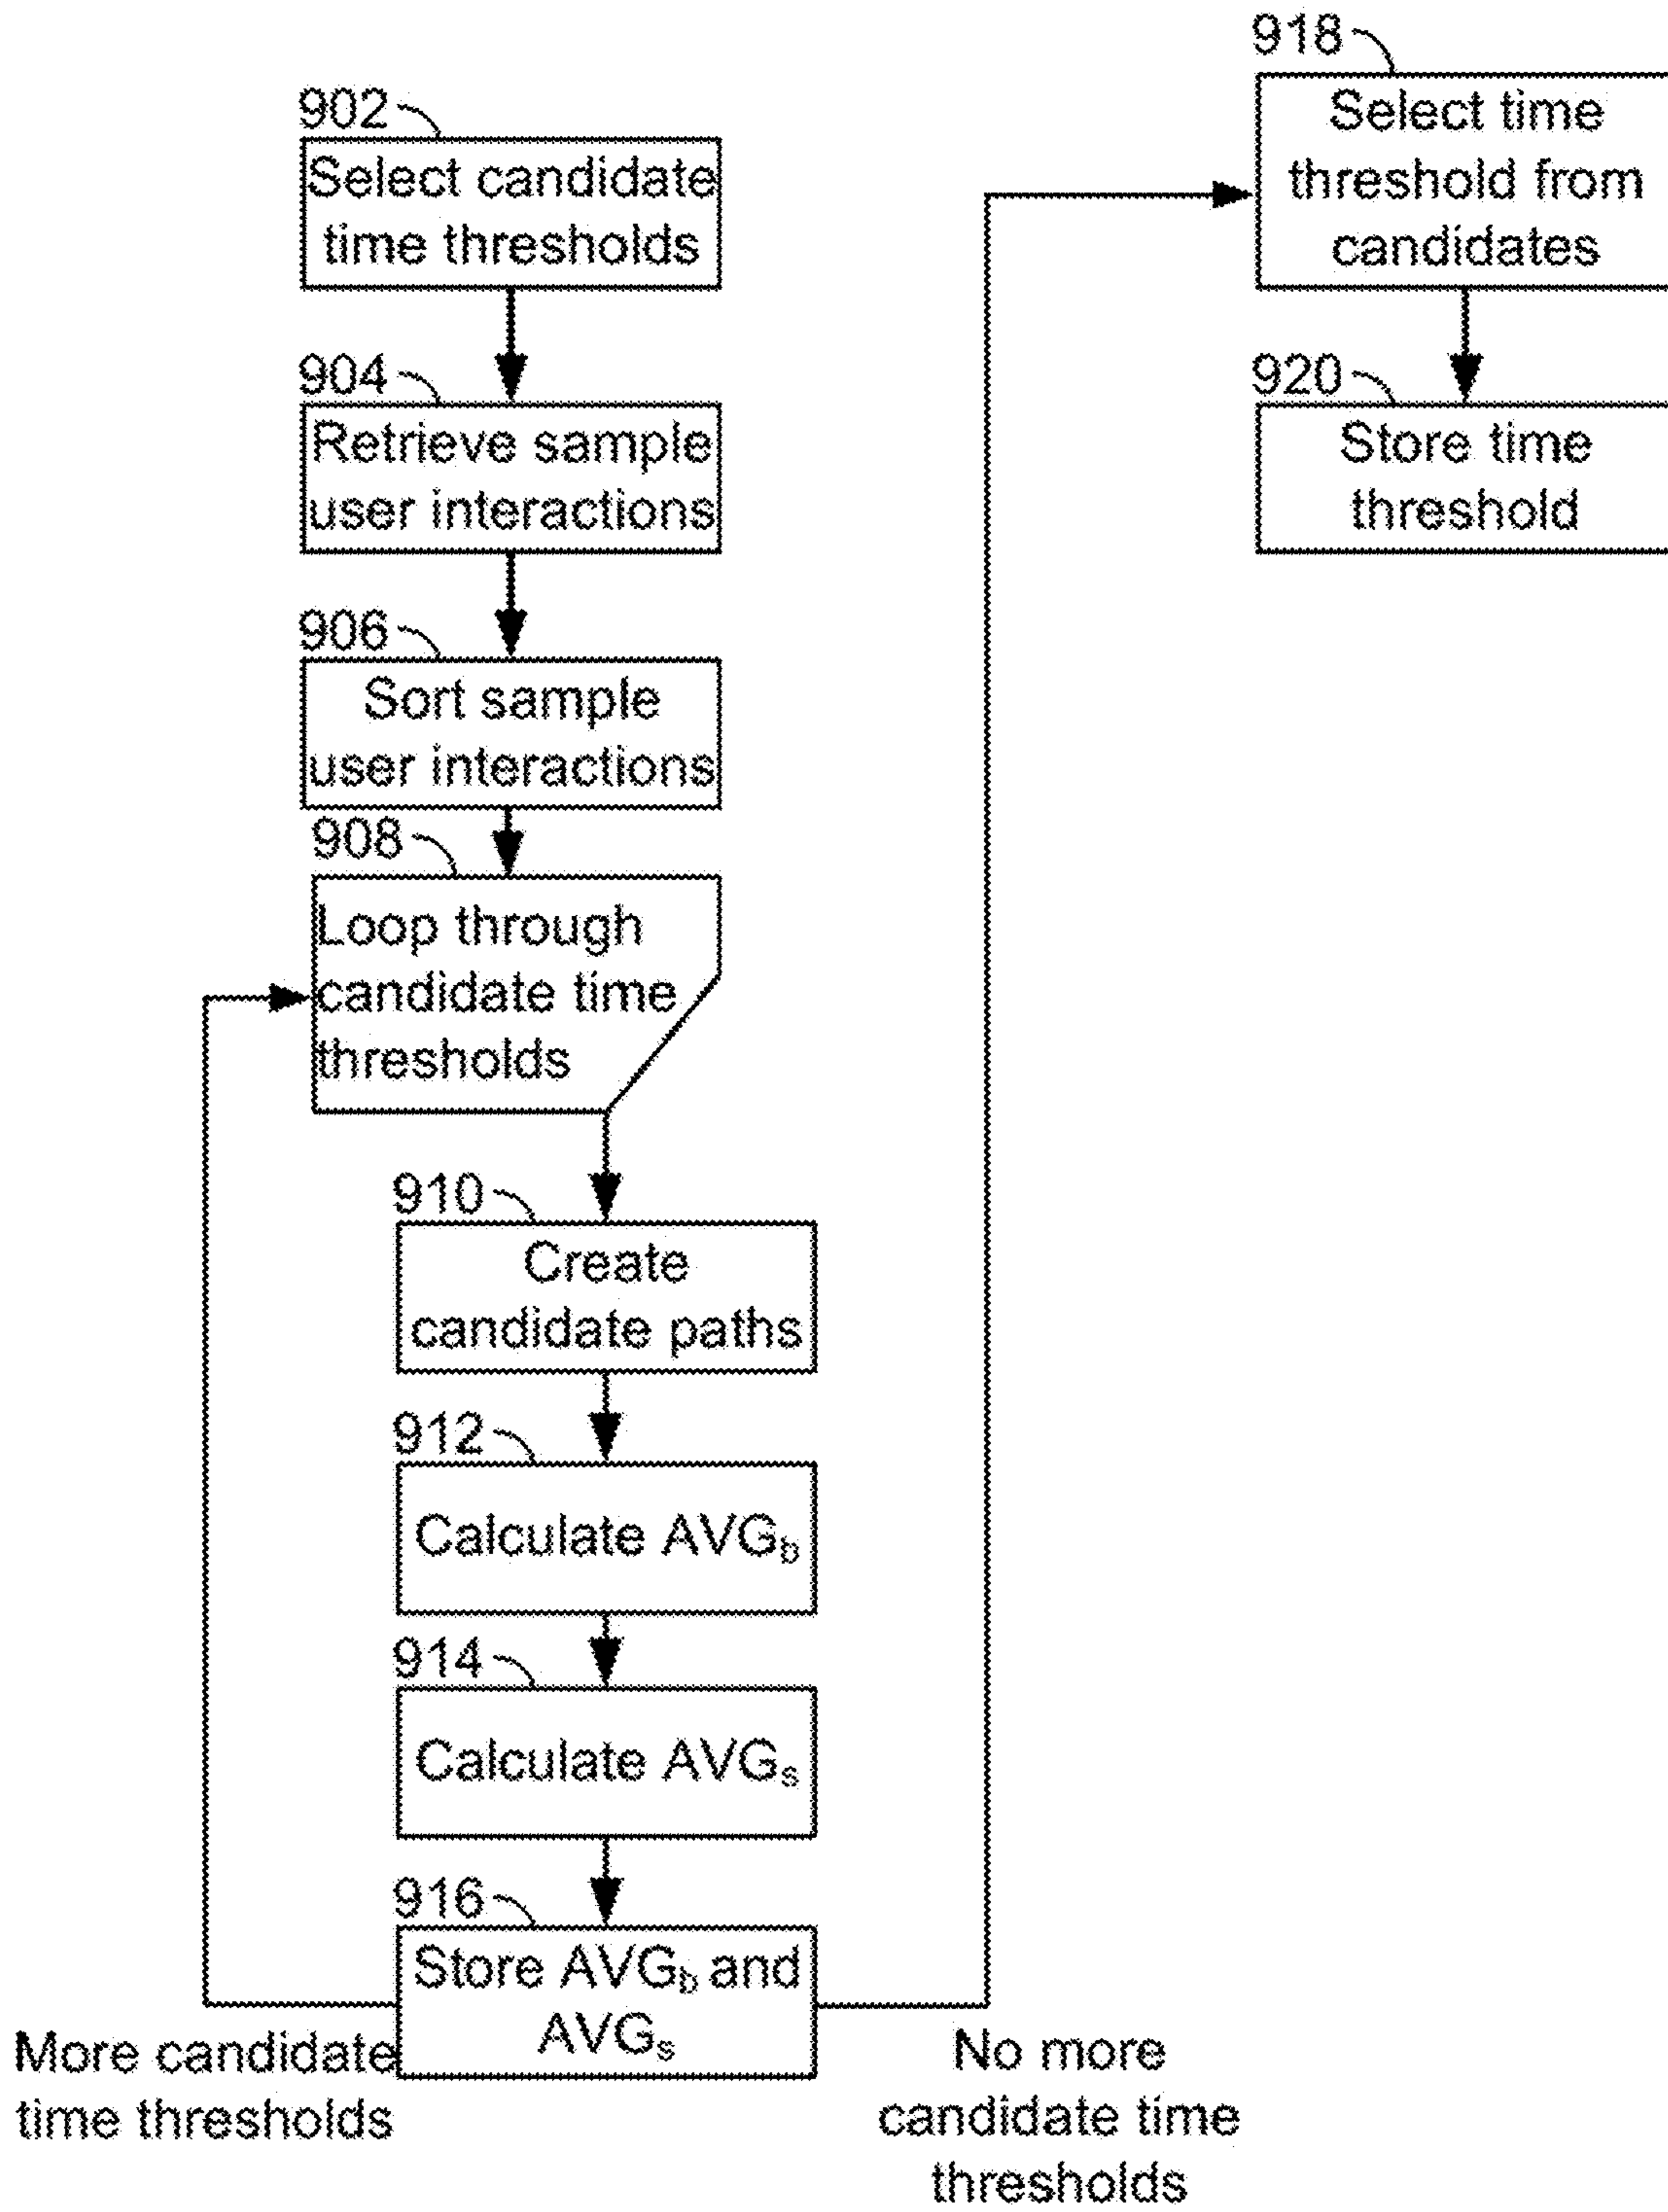 902
Select candidate
time thresholds
904
Retrieve sample
user interactions
906
Sort sample
user interactions
908
Loop through
candidate time
thresholds
910
Create
candidate paths
912
Calculate AVGb
914
Calculate AVGs
916
Store AVGb and
AVGs
More candidate
time thresholds
No more
candidate time
thresholds
918
Select time
threshold from
candidates
920
Store time
threshold